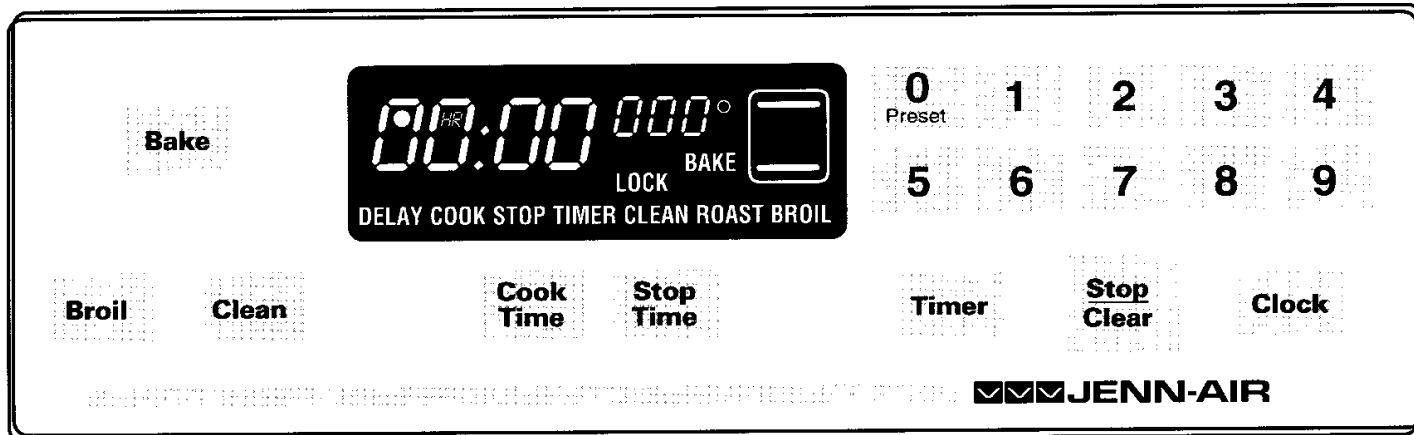 Bake
00:00 HR 000°
BAKE
LOCK
DELAY COOK STOP TIMER CLEAN ROAST BROIL
0 1 2 3 4
Preset
5 6 7 8 9
Broil Clean
Cook Time
Stop Time
Timer
Stop
Clear
Clock
JENN-AIR